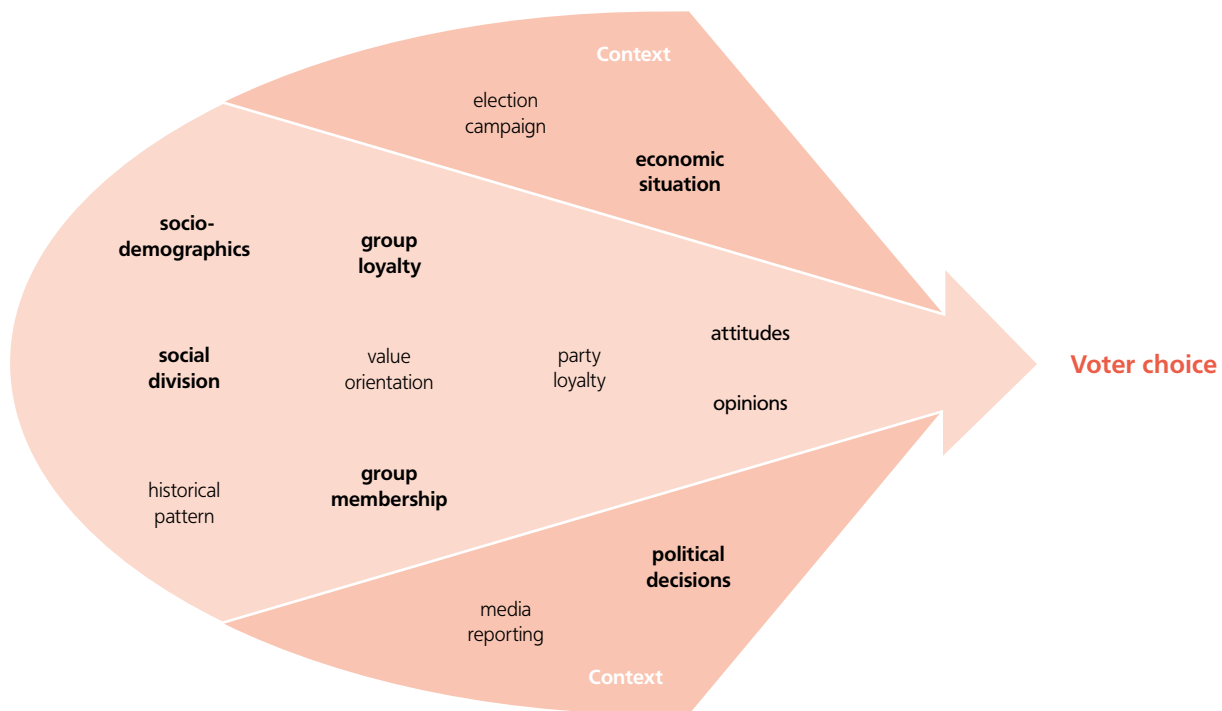 Context
election
campaign
economic
situation
socio-
demographics
group
loyalty
social
division
value
orientation
party
loyalty
attitudes
opinions
Voter choice
historical
pattern
group
membership
political
decisions
media
reporting
Context